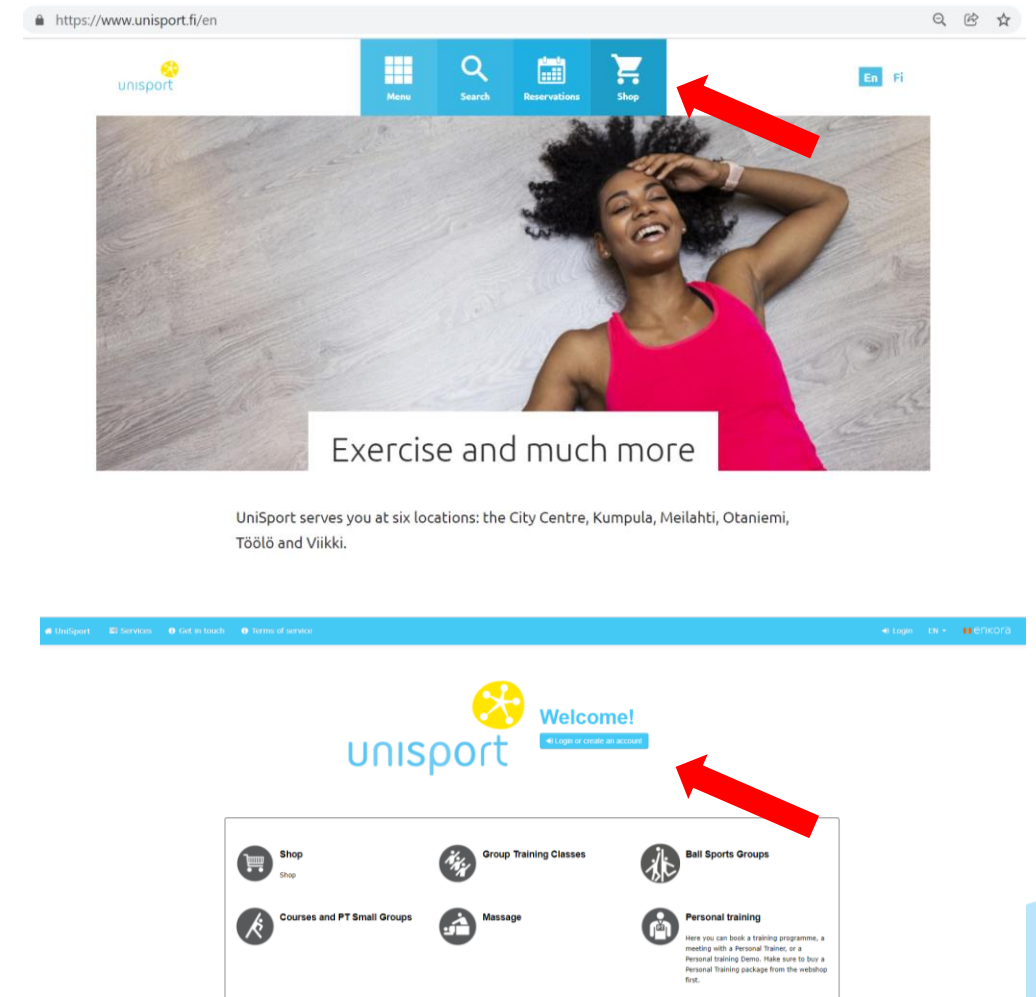 https://www.unisport.fi/en
unisport
Menu
Search
Reservations
Shop
En Fi
Exercise and much more
UniSport serves you at six locations: the City Centre, Kumpula, Meilahti, Otaniemi,
Töölö and Viikki.
UniSport Services Get in touch Terms of service Login EN enkora
unisport
Welcome!
Login or create an account
Shop
Shop
Group Training Classes
Ball Sports Groups
Courses and PT Small Groups
Massage
Personal training
Here you can book a training programme, a
meeting with a Personal Trainer, or a
Personal training Demo. Make sure to buy a
Personal Training package from the webshop
first.